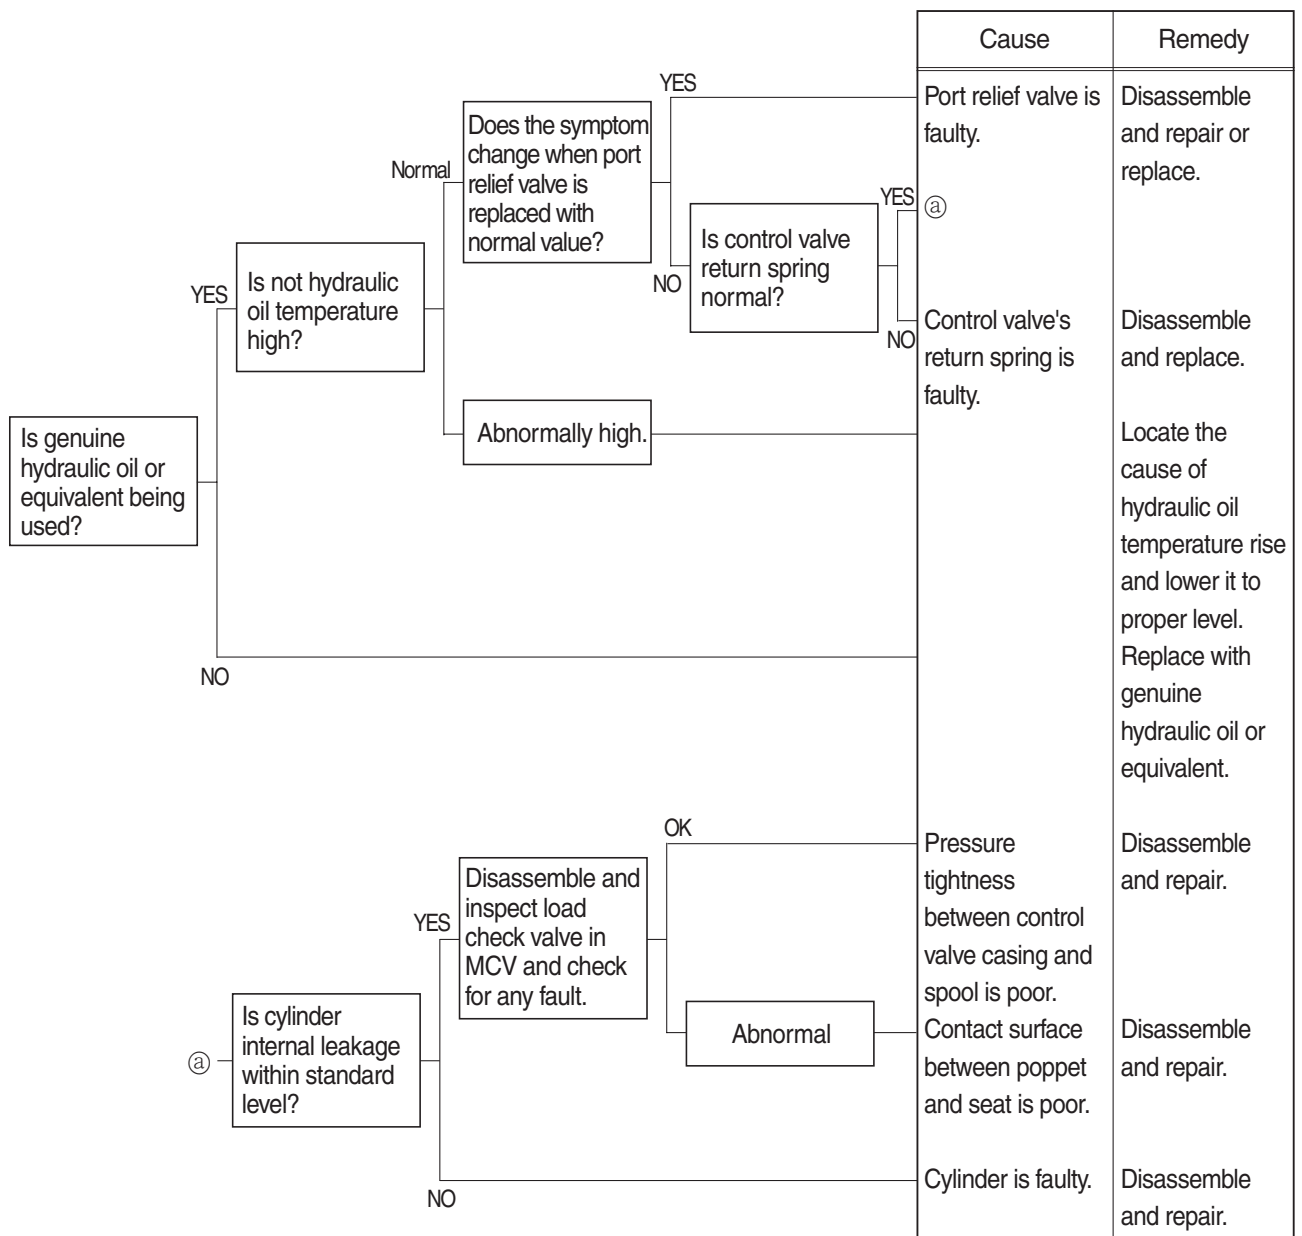 Cause
Remedy
YES
Port relief valve is
faulty.
Disassemble
and repair or
replace.
Does the symptom
change when port
relief valve is
replaced with
normal value?
Normal
YES
ⓐ
Is control valve
return spring
normal?
NO
NO
Control valve's
return spring is
faulty.
Disassemble
and replace.
YES
Is not hydraulic
oil temperature
high?
Abnormally high.
Locate the
cause of
hydraulic oil
temperature rise
and lower it to
proper level.
Is genuine
hydraulic oil or
equivalent being
used?
NO
Replace with
genuine
hydraulic oil or
equivalent.
OK
Pressure
tightness
between control
valve casing and
spool is poor.
Disassemble
and repair.
YES
Disassemble and
inspect load
check valve in
MCV and check
for any fault.
Abnormal
Contact surface
between poppet
and seat is poor.
Disassemble
and repair.
ⓐ
Is cylinder
internal leakage
within standard
level?
NO
Cylinder is faulty.
Disassemble
and repair.